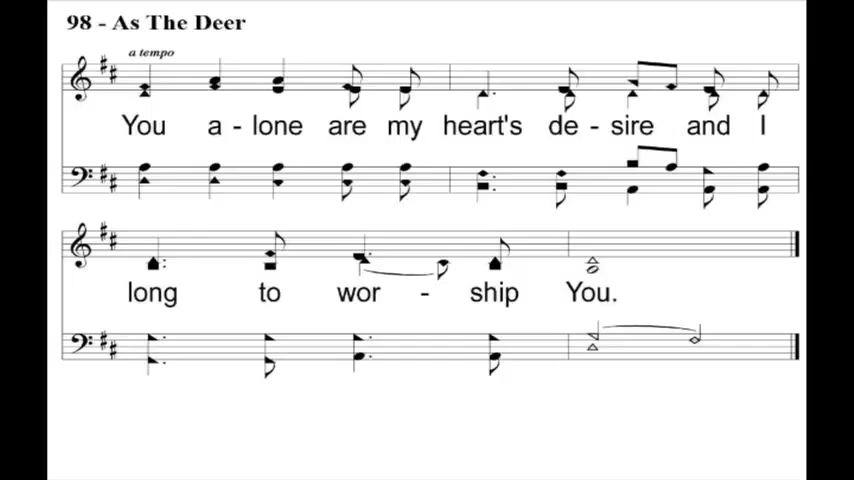 98 - As The Deer
a tempo
You a - lone are my heart's de - sire and I
long to wor - ship You.